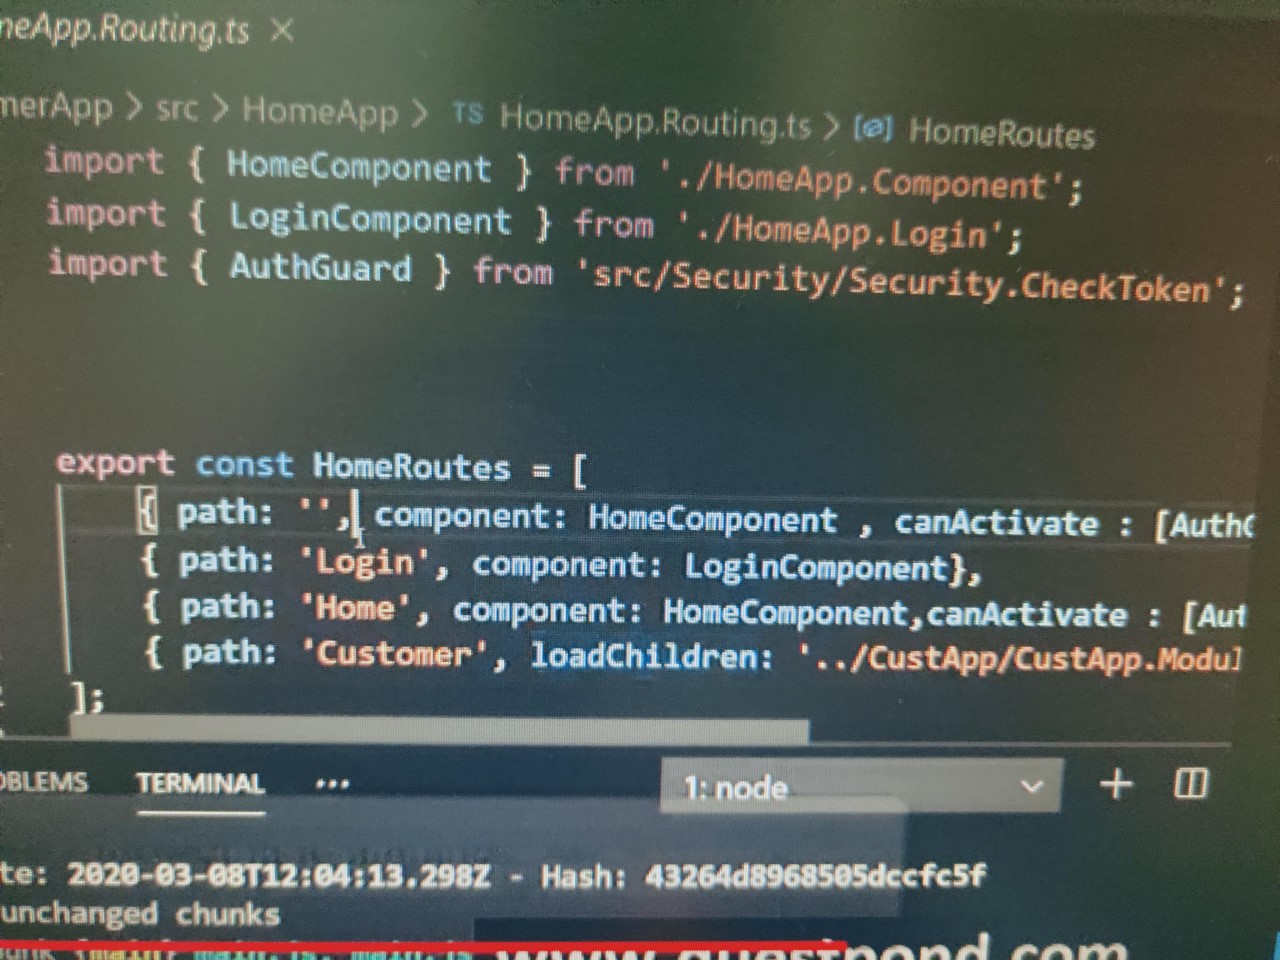 neApp.Routing.ts ×
merApp > src > HomeApp > TS HomeApp.Routing.ts > [@] HomeRoutes
import { HomeComponent } from './HomeApp.Component';
import { LoginComponent } from './HomeApp.Login';
import { AuthGuard } from 'src/Security/Security.CheckToken';
export const HomeRoutes = [
{ path: '', component: HomeComponent , canActivate : [AuthG
{ path: 'Login', component: LoginComponent},
{ path: 'Home', component: HomeComponent,canActivate : [Aut
{ path: 'Customer', loadChildren: '../CustApp/CustApp.Modul
];
OBLEMS TERMINAL ...
1: node
te: 2020-03-08T12:04:13.298Z - Hash: 43264d8968505dccfc5f
unchanged chunks
www.questpond.com